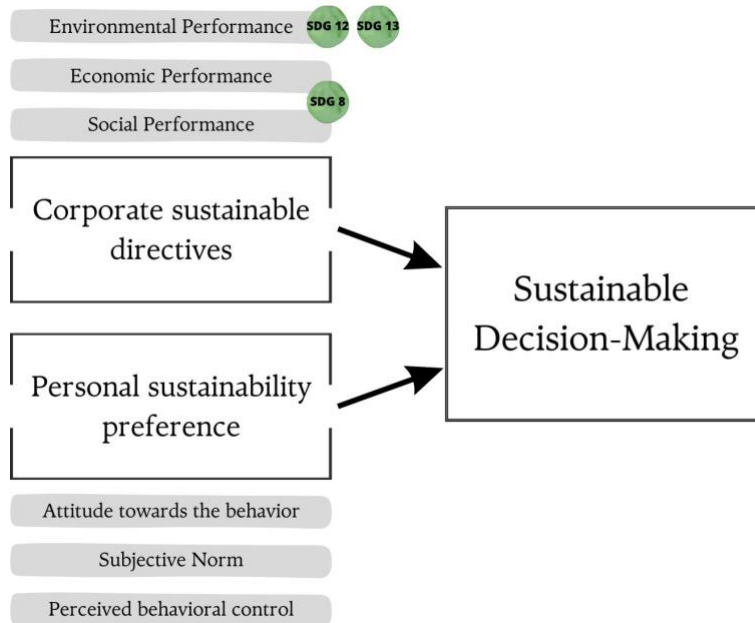 Environmental Performance SDG 12 SDG 13
Economic Performance
SDG 8
Social Performance
Corporate sustainable
directives
Sustainable
Decision-Making
Personal sustainability
preference
Attitude towards the behavior
Subjective Norm
Perceived behavioral control